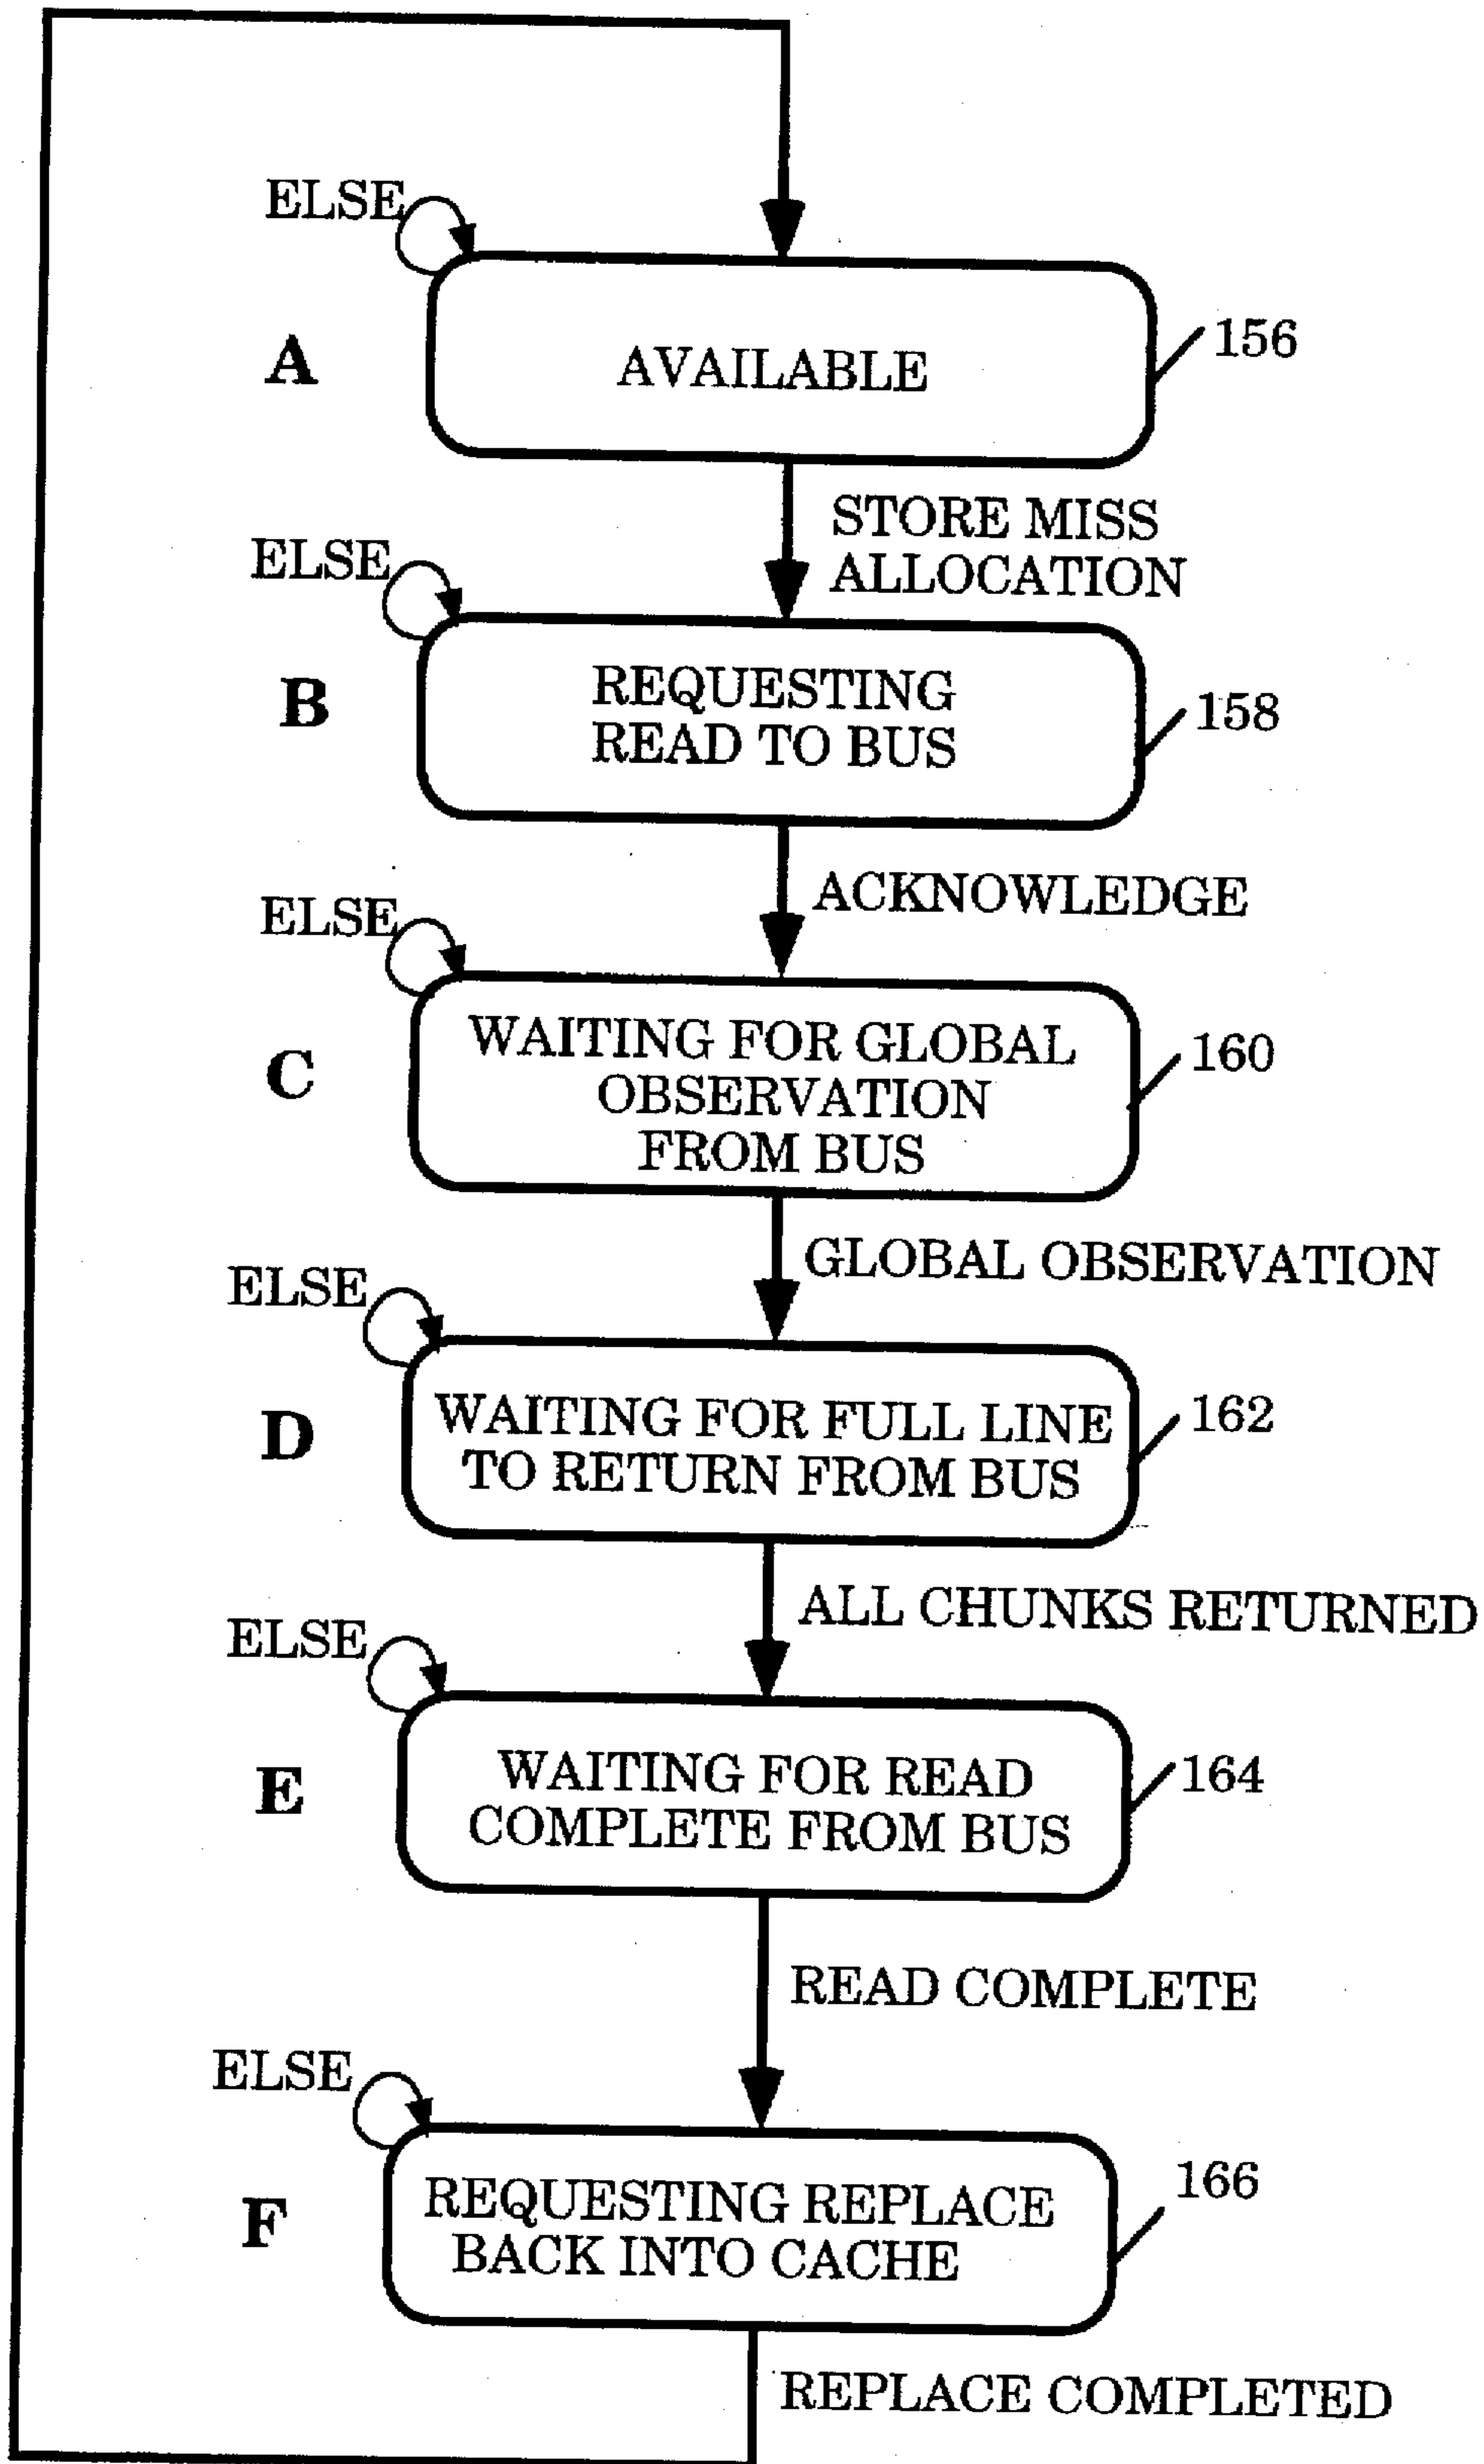 ELSE
A
AVAILABLE
156
STORE MISS
ALLOCATION
ELSE
B
REQUESTING
READ TO BUS
158
ACKNOWLEDGE
ELSE
C
WAITING FOR GLOBAL
OBSERVATION
FROM BUS
160
GLOBAL OBSERVATION
ELSE
D
WAITING FOR FULL LINE
TO RETURN FROM BUS
162
ALL CHUNKS RETURNED
ELSE
E
WAITING FOR READ
COMPLETE FROM BUS
164
READ COMPLETE
ELSE
F
REQUESTING REPLACE
BACK INTO CACHE
166
REPLACE COMPLETED